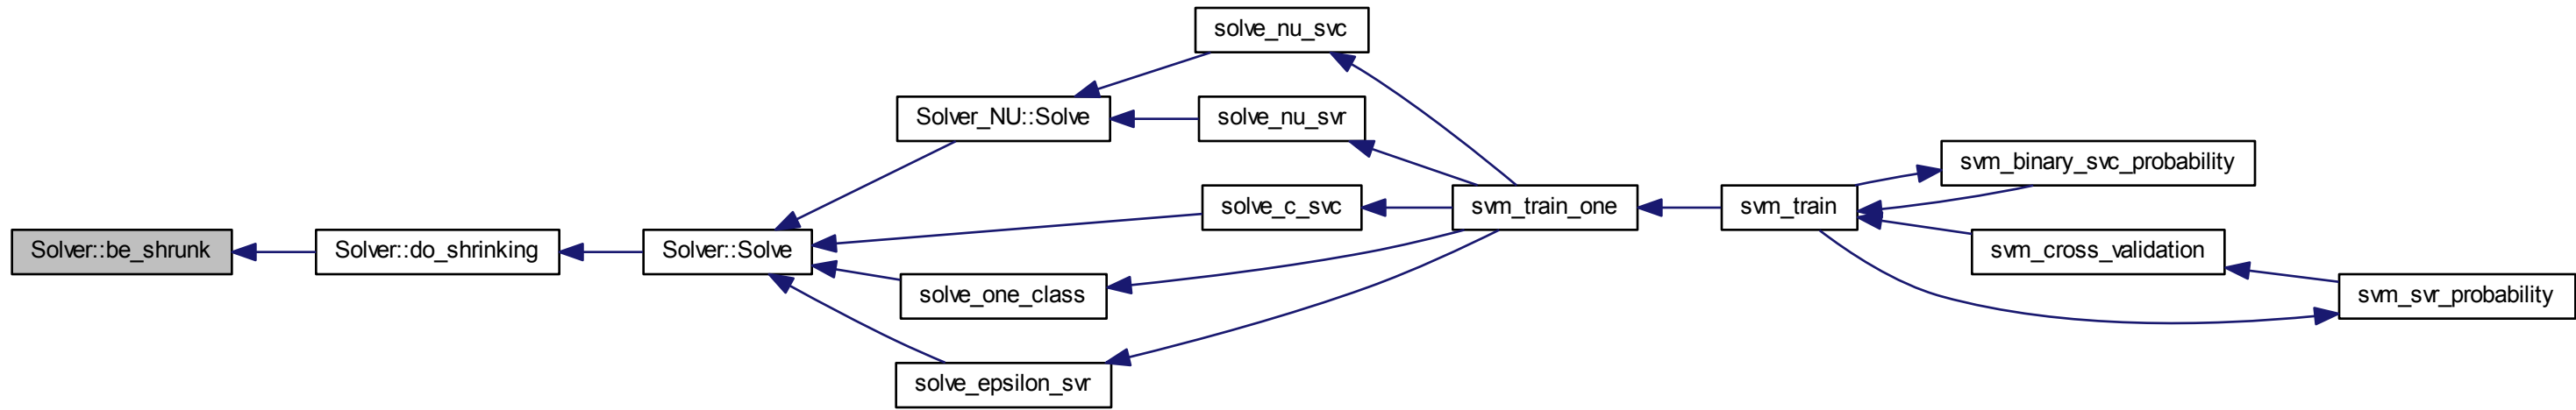 Solver::be_shrunk
Solver::do_shrinking
Solver::Solve
Solver_NU::Solve
solve_nu_svc
solve_nu_svr
solve_c_svc
solve_one_class
solve_epsilon_svr
svm_train_one
svm_train
svm_binary_svc_probability
svm_cross_validation
svm_svr_probability